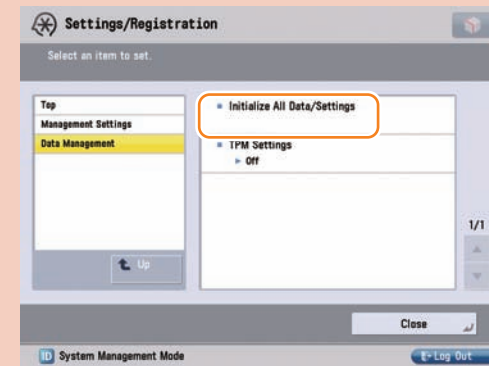 Settings/Registration
Select an item to set.
Top
Management Settings
Data Management
Up
Initialize All Data/Settings
TPM Settings
Off
1/1
Close
ID System Management Mode
Log Out